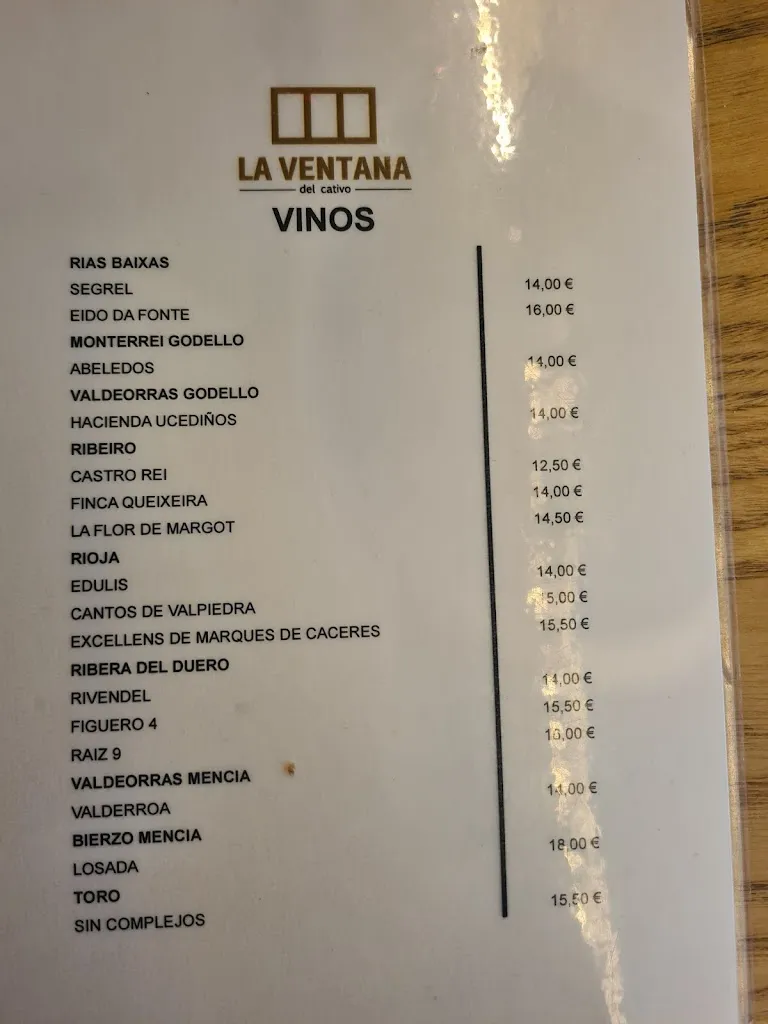 LA VENTANA
del cativo
VINOS
RIAS BAIXAS
SEGREL 14,00 €
EIDO DA FONTE 16,00 €
MONTERREI GODELLO
ABELEDOS 14,00 €
VALDEORRAS GODELLO
HACIENDA UCEDIÑOS 14,00 €
RIBEIRO
CASTRO REI 12,50 €
FINCA QUEIXEIRA 14,00 €
LA FLOR DE MARGOT 14,50 €
RIOJA
EDULIS 14,00 €
CANTOS DE VALPIEDRA 15,00 €
EXCELLENS DE MARQUES DE CACERES 15,50 €
RIBERA DEL DUERO
RIVENDEL 14,00 €
FIGUERO 4 15,50 €
RAIZ 9
VALDEORRAS MENCIA
VALDERROA 14,00 €
BIERZO MENCIA
LOSADA 18,00 €
TORO
SIN COMPLEJOS 15,50 €